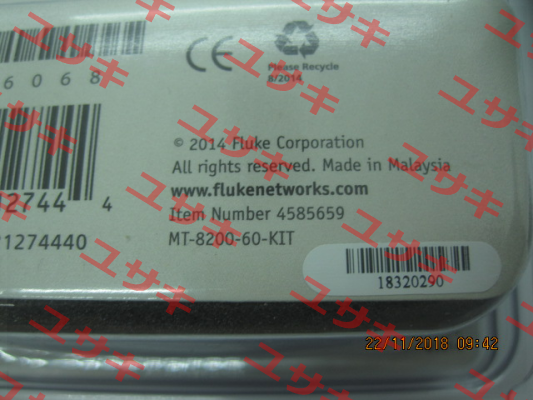 6068
CE
Please Recycle
8/2014
© 2014 Fluke Corporation
All rights reserved. Made in Malaysia
www.flukenetworks.com
Item Number 4585659
MT-8200-60-KIT
2744 4
1274440
18320290
22/11/2018 09:42
ユサキ